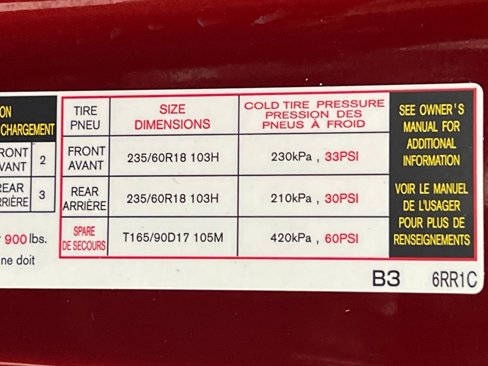 ON
CHARGEMENT
FRONT
AVANT 2
REAR
ARRIÈRE 3
900 lbs.
ne doit
TIRE
PNEU
SIZE
DIMENSIONS
COLD TIRE PRESSURE
PRESSION DES
PNEUS À FROID
FRONT
AVANT
235/60R18 103H
230kPa , 33PSI
REAR
ARRIÈRE
235/60R18 103H
210kPa , 30PSI
SPARE
DE SECOURS
T165/90D17 105M
420kPa , 60PSI
SEE OWNER'S
MANUAL FOR
ADDITIONAL
INFORMATION
VOIR LE MANUEL
DE L'USAGER
POUR PLUS DE
RENSEIGNEMENTS
B3 6RR1C